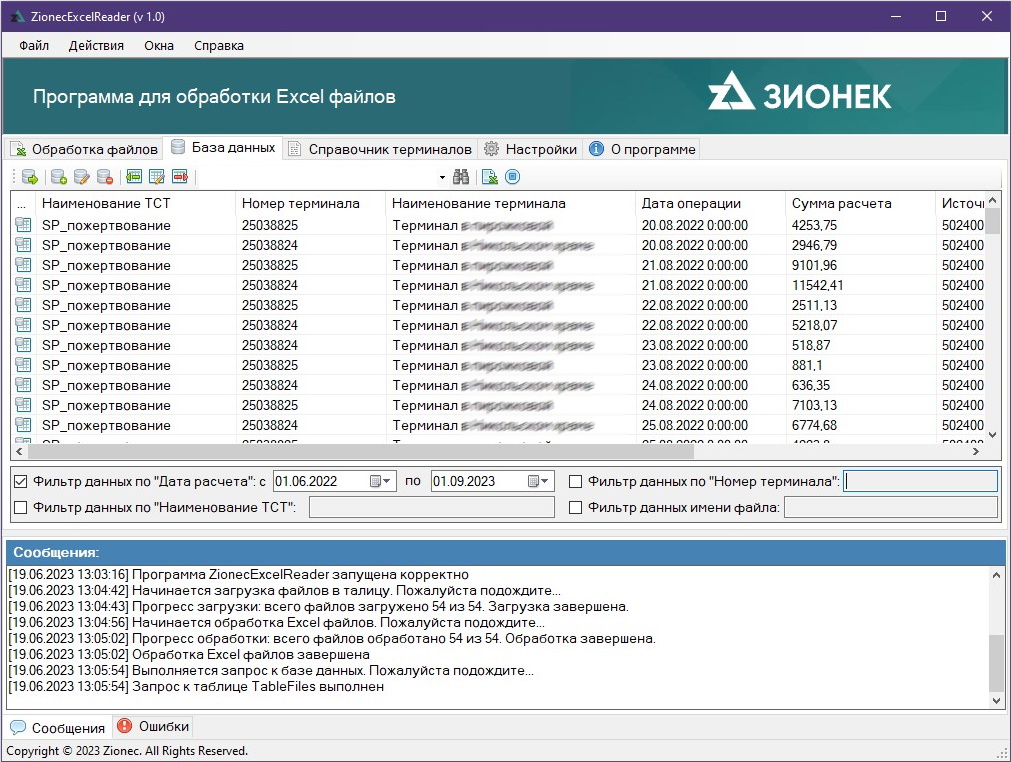 ZionecExcelReader (v 1.0)
Файл Действия Окна Справка
Программа для обработки Excel файлов
ЗИОНЕК
Обработка файлов База данных Справочник терминалов Настройки О программе
... Наименование ТСТ Номер терминала Наименование терминала Дата операции Сумма расчета
SP_пожертвование 25038825 Терминал 20.08.2022 0:00:00 4253,75 502400
SP_пожертвование 25038824 Терминал 20.08.2022 0:00:00 2946,79 502400
SP_пожертвование 25038825 Терминал 21.08.2022 0:00:00 9101,96 502400
SP_пожертвование 25038824 Терминал 21.08.2022 0:00:00 11542,41 502400
SP_пожертвование 25038825 Терминал 22.08.2022 0:00:00 2511,13 502400
SP_пожертвование 25038824 Терминал 22.08.2022 0:00:00 5218,07 502400
SP_пожертвование 25038824 Терминал 23.08.2022 0:00:00 518,87 502400
SP_пожертвование 25038825 Терминал 23.08.2022 0:00:00 881,1 502400
SP_пожертвование 25038824 Терминал 24.08.2022 0:00:00 636,35 502400
SP_пожертвование 25038825 Терминал 24.08.2022 0:00:00 7103,13 502400
SP_пожертвование 25038824 Терминал 25.08.2022 0:00:00 6774,68 502400
Фильтр данных по "Дата расчета": с 01.06.2022 по 01.09.2023 Фильтр данных по "Номер терминала":
Фильтр данных по "Наименование ТСТ": Фильтр данных имени файла:
Сообщения:
[19.06.2023 13:03:16] Программа ZionecExcelReader запущена корректно
[19.06.2023 13:04:42] Начинается загрузка файлов в талицу. Пожалуйста подождите...
[19.06.2023 13:04:43] Прогресс загрузки: всего файлов загружено 54 из 54. Загрузка завершена.
[19.06.2023 13:04:56] Начинается обработка Excel файлов. Пожалуйста подождите...
[19.06.2023 13:05:02] Прогресс обработки: всего файлов обработано 54 из 54. Обработка завершена.
[19.06.2023 13:05:02] Обработка Excel файлов завершена
[19.06.2023 13:05:54] Выполняется запрос к базе данных. Пожалуйста подождите...
[19.06.2023 13:05:54] Запрос к таблице TableFiles выполнен
Сообщения Ошибки
Copyright © 2023 Zionec. All Rights Reserved.